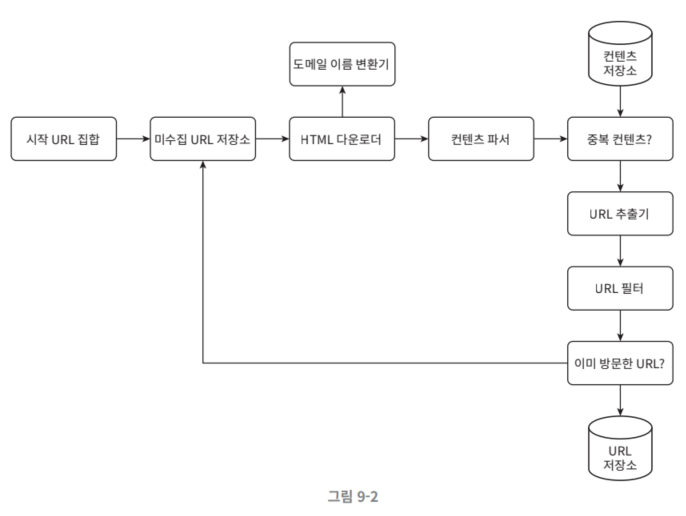 컨텐츠
저장소
도메일 이름 변환기
시작 URL 집합
미수집 URL 저장소
HTML 다운로더
컨텐츠 파서
중복 컨텐츠?
URL 추출기
URL 필터
이미 방문한 URL?
URL
저장소
그림 9-2